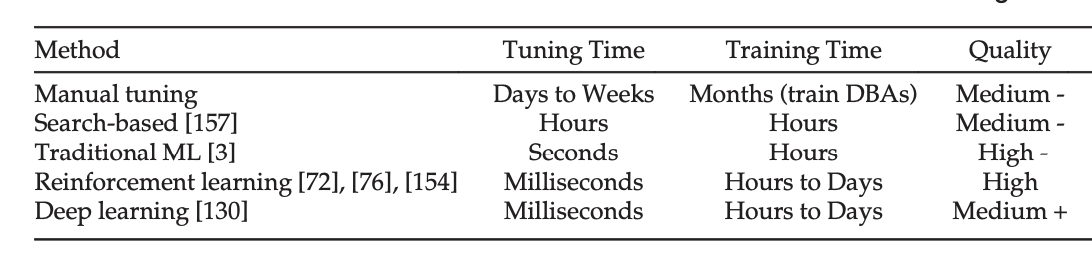 Method Tuning Time Training Time Quality
Manual tuning Days to Weeks Months (train DBAs) Medium -
Search-based [157] Hours Hours Medium -
Traditional ML [3] Seconds Hours High -
Reinforcement learning [72], [76], [154] Milliseconds Hours to Days High
Deep learning [130] Milliseconds Hours to Days Medium +